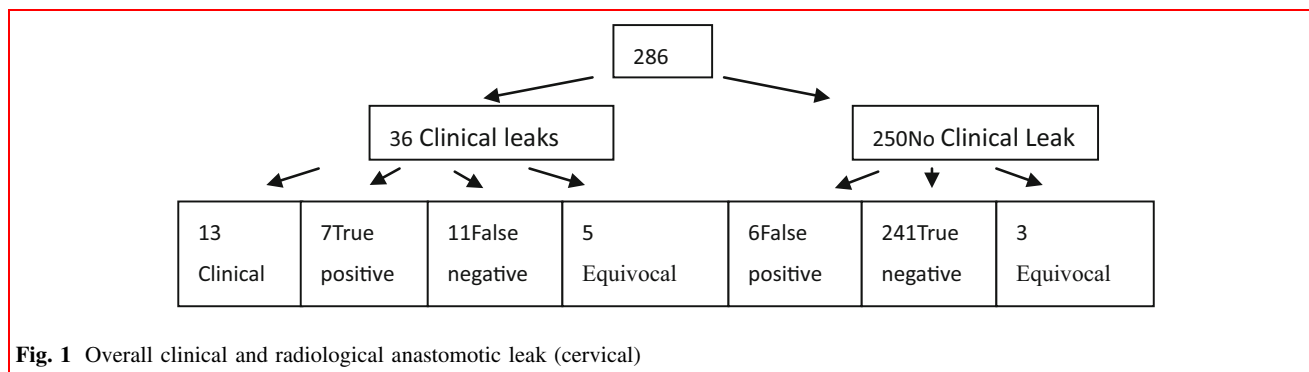 286
36 Clinical leaks
250No Clinical Leak
13
Clinical
7True
positive
11False
negative
5
Equivocal
6False
positive
241True
negative
3
Equivocal
Fig. 1 Overall clinical and radiological anastomotic leak (cervical)